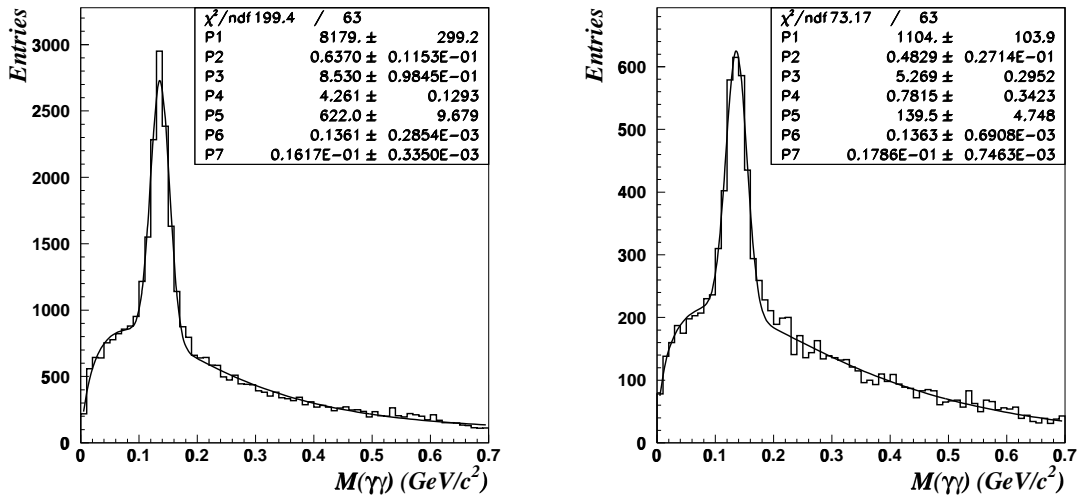 Entries
χ²/ndf 199.4 / 63
P1 8179. ± 299.2
P2 0.6370 ± 0.1153E-01
P3 8.530 ± 0.9845E-01
P4 4.261 ± 0.1293
P5 622.0 ± 9.679
P6 0.1361 ± 0.2854E-03
P7 0.1617E-01 ± 0.3350E-03
3000
2500
2000
1500
1000
500
0
0 0.1 0.2 0.3 0.4 0.5 0.6 0.7
M(γγ) (GeV/c²)
Entries
χ²/ndf 73.17 / 63
P1 1104. ± 103.9
P2 0.4829 ± 0.2714E-01
P3 5.269 ± 0.2952
P4 0.7815 ± 0.3423
P5 139.5 ± 4.748
P6 0.1363 ± 0.6908E-03
P7 0.1786E-01 ± 0.7463E-03
600
500
400
300
200
100
0
0 0.1 0.2 0.3 0.4 0.5 0.6 0.7
M(γγ) (GeV/c²)